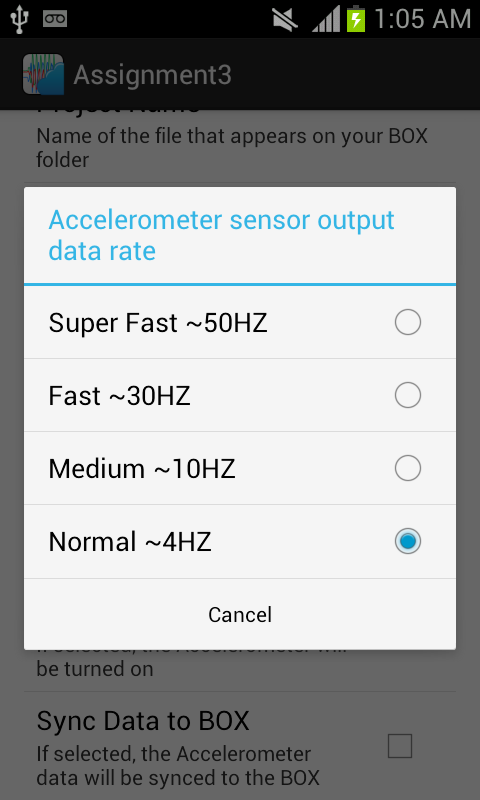 1:05 AM
Assignment3
Project Name
Name of the file that appears on your BOX
folder
Accelerometer sensor output
data rate
Super Fast ~50HZ
Fast ~30HZ
Medium ~10HZ
Normal ~4HZ
Cancel
If selected, the Accelerometer will
be turned on
Sync Data to BOX
If selected, the Accelerometer
data will be synced to the BOX